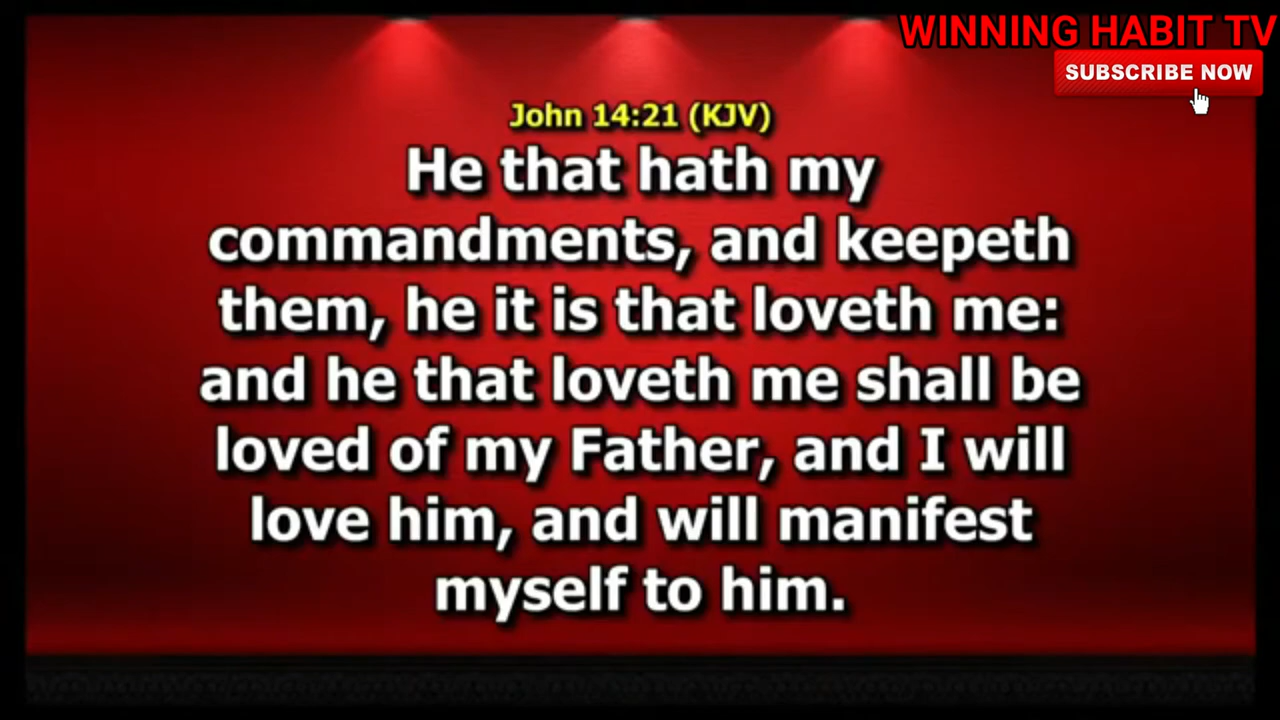 WINNING HABIT TV
SUBSCRIBE NOW
John 14:21 (KJV)
He that hath my
commandments, and keepeth
them, he it is that loveth me:
and he that loveth me shall be
loved of my Father, and I will
love him, and will manifest
myself to him.